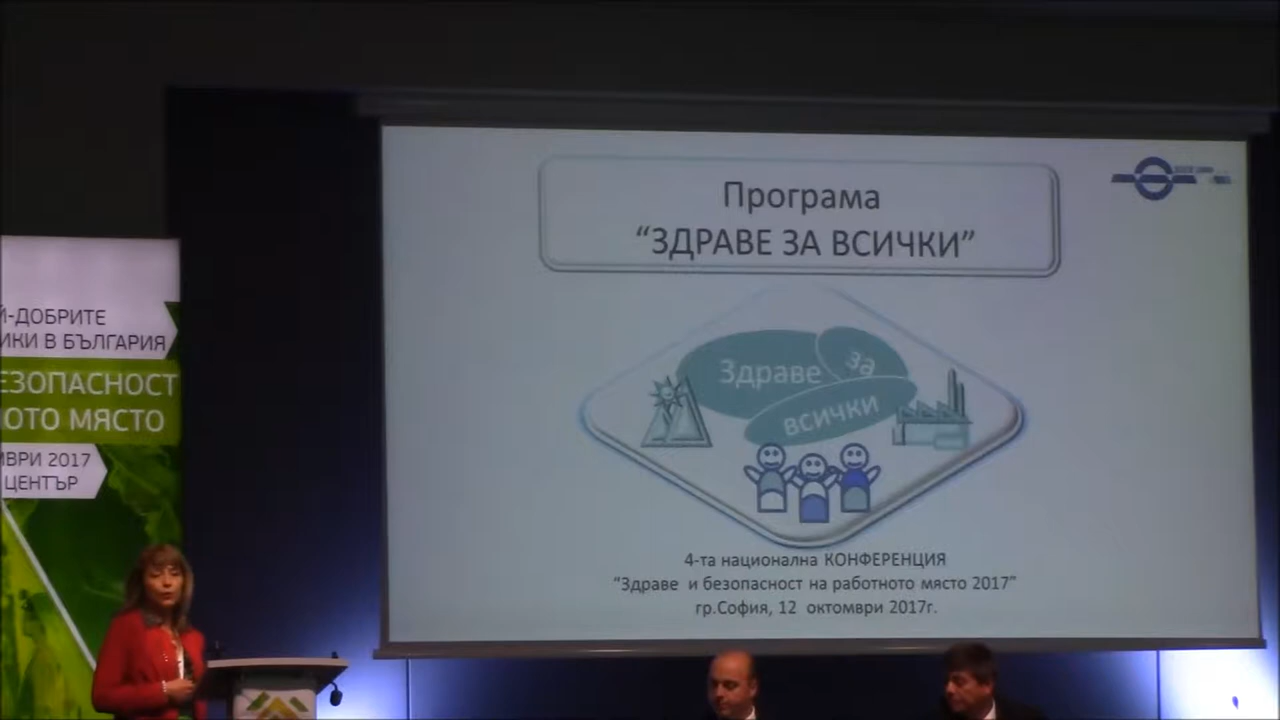 Програма
“ЗДРАВЕ ЗА ВСИЧКИ”
Здраве за
всички
4-та национална КОНФЕРЕНЦИЯ
“Здраве и безопасност на работното място 2017”
гр.София, 12 октомври 2017г.
Й-ДОБРИТЕ
ИКИ В БЪЛГАРИЯ
ЕЗОПАСНОСТ
ОТО МЯСТО
МВРИ 2017
ЦЕНТЪР